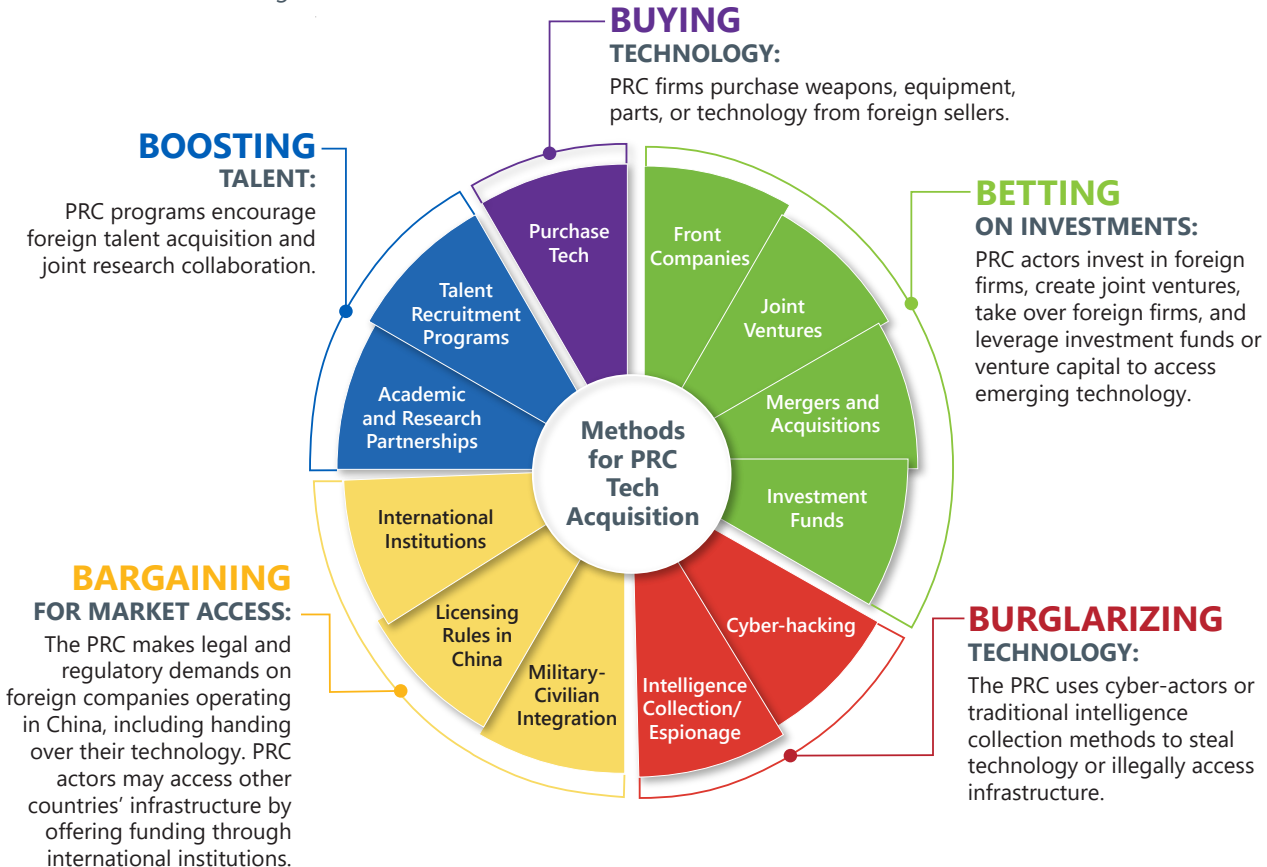 BUYING
TECHNOLOGY:
PRC firms purchase weapons, equipment,
parts, or technology from foreign sellers.
BOOSTING
TALENT:
PRC programs encourage
foreign talent acquisition and
joint research collaboration.
BETTING
ON INVESTMENTS:
PRC actors invest in foreign
firms, create joint ventures,
take over foreign firms, and
leverage investment funds or
venture capital to access
emerging technology.
Purchase
Tech
Front
Companies
Talent
Recruitment
Programs
Joint
Ventures
Academic
and Research
Partnerships
Mergers and
Acquisitions
Methods
for PRC
Tech
Acquisition
International
Institutions
Investment
Funds
Licensing
Rules in
China
Cyber-hacking
Military-
Civilian
Integration
Intelligence
Collection/
Espionage
BARGAINING
FOR MARKET ACCESS:
The PRC makes legal and
regulatory demands on
foreign companies operating
in China, including handing
over their technology. PRC
actors may access other
countries’ infrastructure by
offering funding through
international institutions.
BURGLARIZING
TECHNOLOGY:
The PRC uses cyber-actors or
traditional intelligence
collection methods to steal
technology or illegally access
infrastructure.